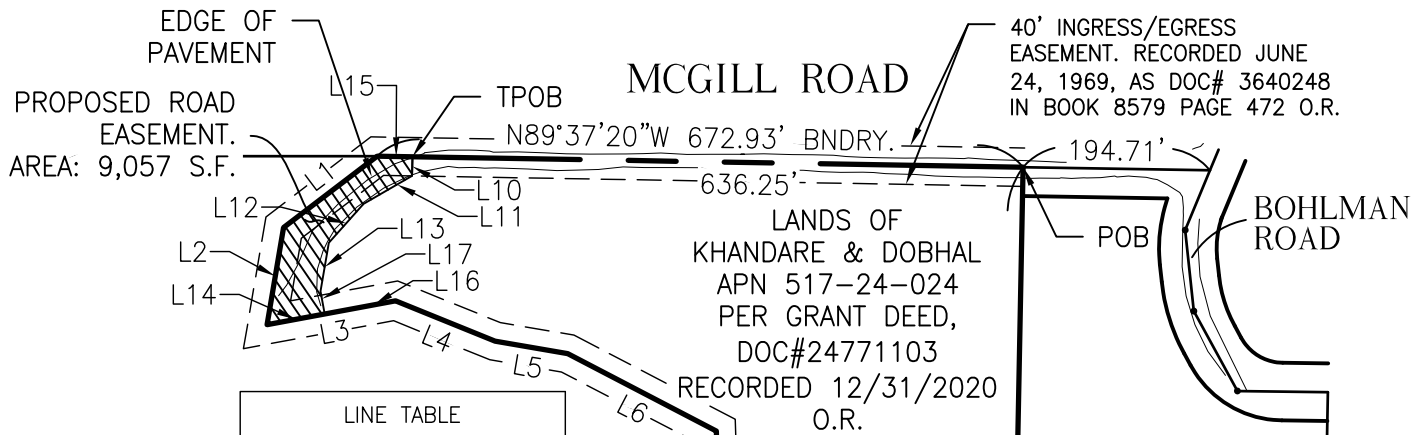 EDGE OF
PAVEMENT
40' INGRESS/EGRESS
EASEMENT. RECORDED JUNE
24, 1969, AS DOC# 3640248
IN BOOK 8579 PAGE 472 O.R.
MCGILL ROAD
L15
TPOB
PROPOSED ROAD
EASEMENT.
AREA: 9,057 S.F.
N89°37'20"W 672.93' BNDRY.
194.71'
L1
L10
636.25'
L11
L12
L13
LANDS OF
KHANDARE & DOBHAL
APN 517-24-024
PER GRANT DEED,
DOC#24771103
RECORDED 12/31/2020
O.R.
POB
BOHLMAN
ROAD
L2
L17
L16
L14
L3
L4
L5
L6
LINE TABLE